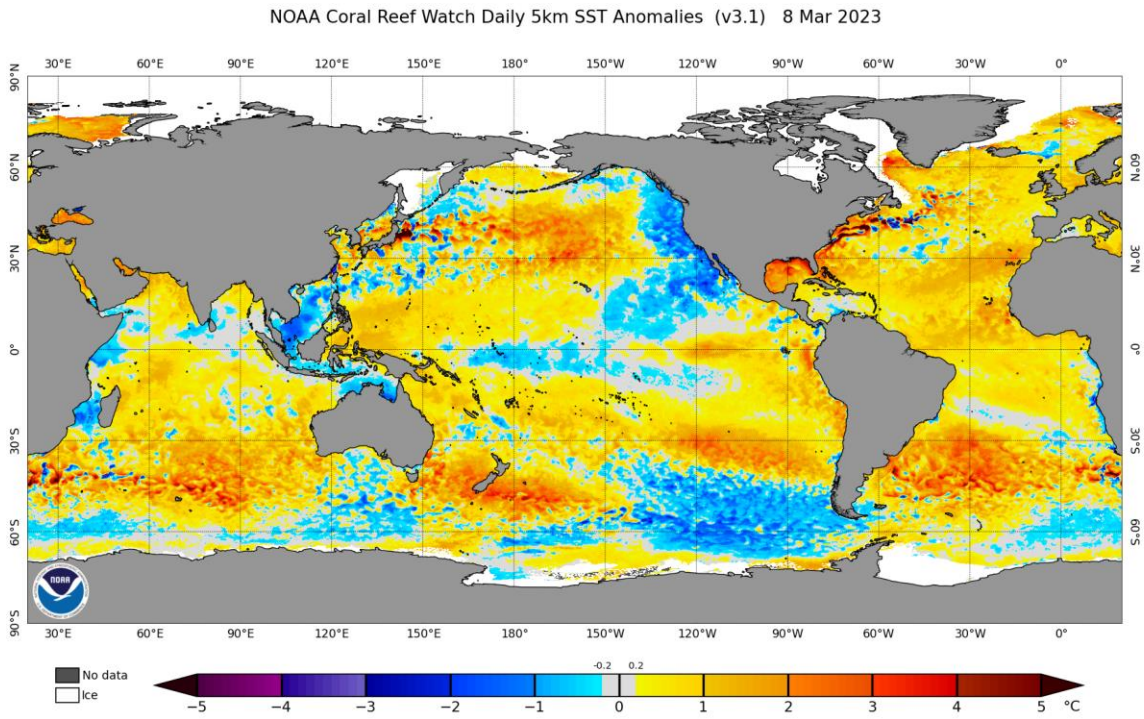 NOAA Coral Reef Watch Daily 5km SST Anomalies (v3.1) 8 Mar 2023
30°E 60°E 90°E 120°E 150°E 180° 150°W 120°W 90°W 60°W 30°W 0°
90°N 60°N 30°N 0° 30°S 60°S 90°S
60°N 30°N 0° 30°S 60°S
NOAA
30°E 60°E 90°E 120°E 150°E 180° 150°W 120°W 90°W 60°W 30°W 0°
-0.2 0.2
No data
Ice
−5 −4 −3 −2 −1 0 1 2 3 4 5 °C